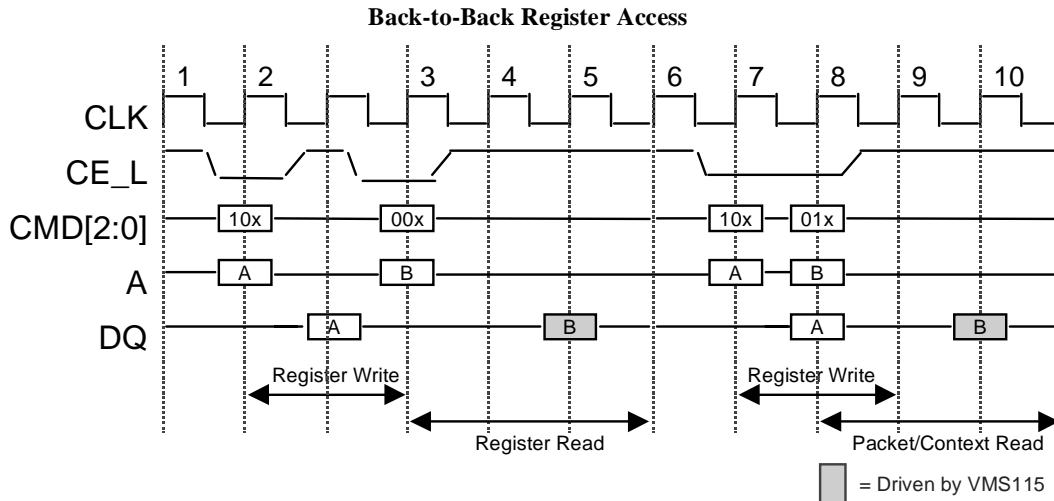 Back-to-Back Register Access
1 2 3 4 5 6 7 8 9 10
CLK
CE_L
CMD[2:0] 10x 00x 10x 01x
A A B A B
DQ A B A B
Register Write Register Write
Register Read Packet/Context Read
= Driven by VMS115